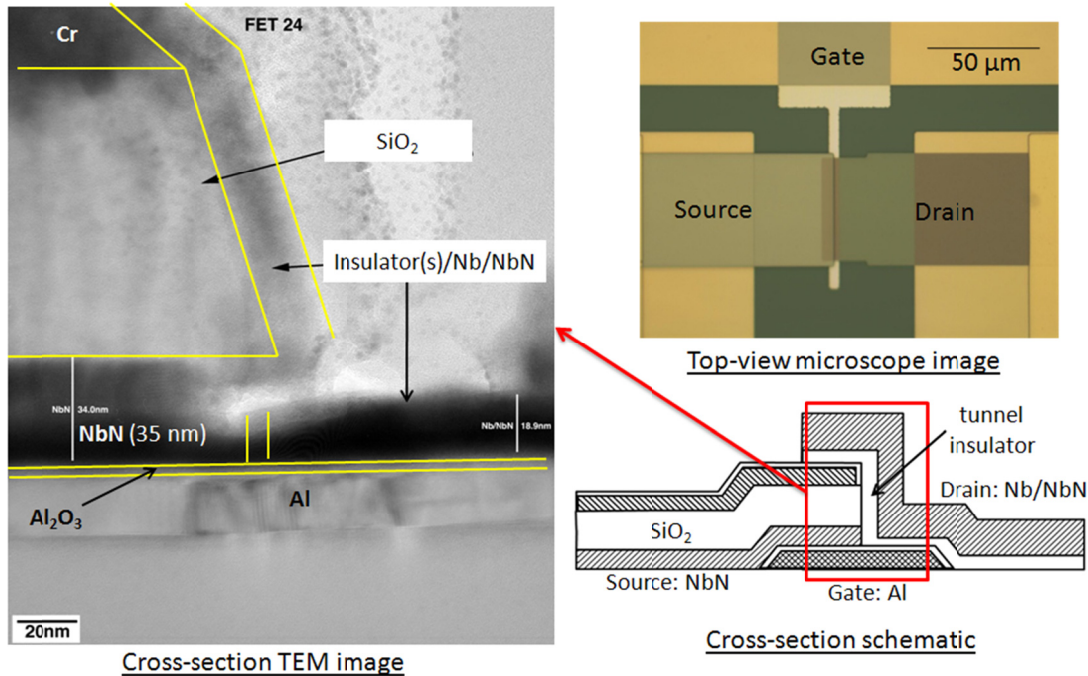 Cr
FET 24
SiO₂
Insulator(s)/Nb/NbN
NbN 34.0nm
NbN (35 nm)
Nb/NbN 18.9nm
Al₂O₃
Al
20nm
Cross-section TEM image
Gate
50 μm
Source
Drain
Top-view microscope image
tunnel
insulator
Drain: Nb/NbN
SiO₂
Source: NbN
Gate: Al
Cross-section schematic